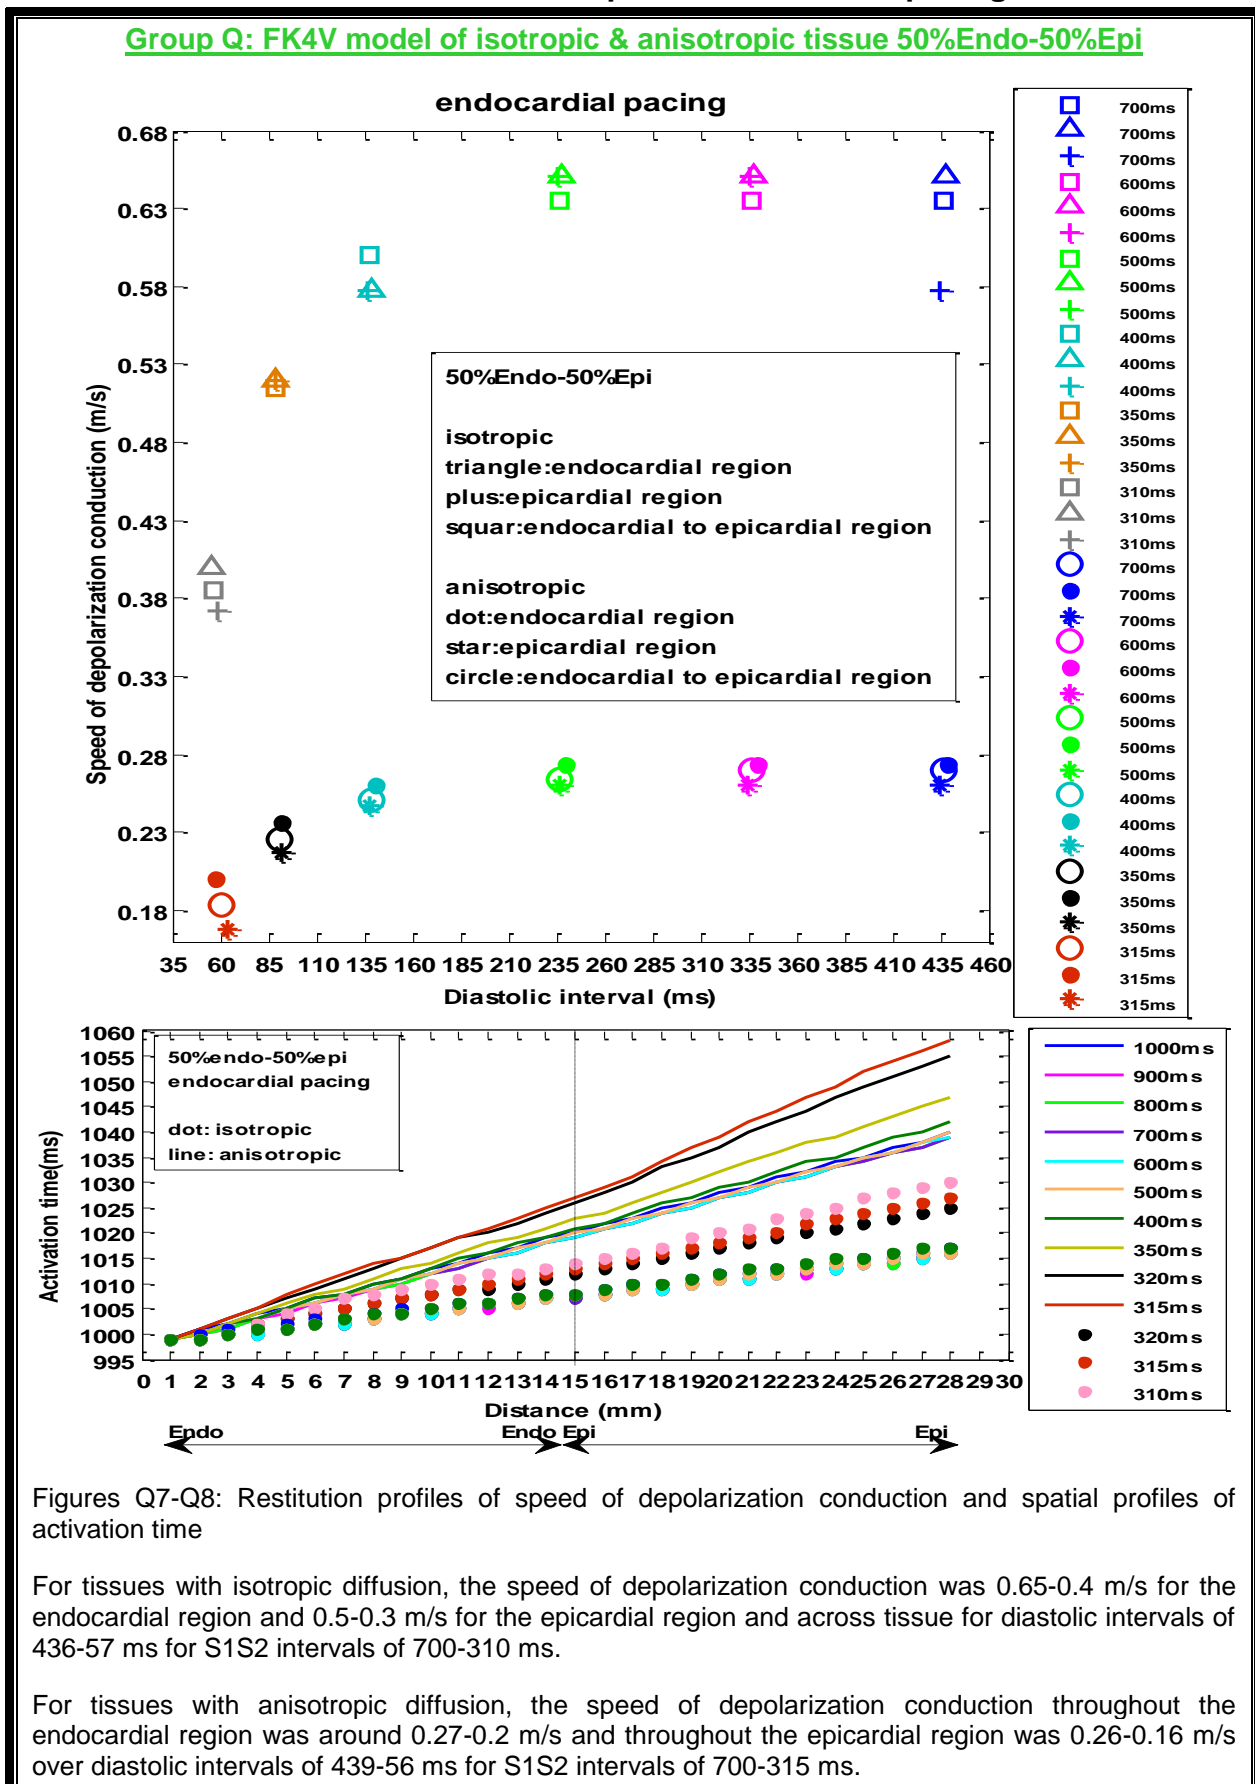 Group Q: FK4V model of isotropic & anisotropic tissue 50%Endo-50%Epi
endocardial pacing
0.68
0.63
0.58
0.53
0.48
0.43
0.38
0.33
0.28
0.23
0.18
Speed of depolarization conduction (m/s)
50%Endo-50%Epi
isotropic
triangle:endocardial region
plus:epicardial region
squar:endocardial to epicardial region
anisotropic
dot:endocardial region
star:epicardial region
circle:endocardial to epicardial region
35 60 85 110 135 160 185 210 235 260 285 310 335 360 385 410 435 460
Diastolic interval (ms)
700ms
700ms
700ms
600ms
600ms
600ms
500ms
500ms
500ms
400ms
400ms
400ms
350ms
350ms
350ms
310ms
310ms
310ms
700ms
700ms
700ms
600ms
600ms
600ms
500ms
500ms
500ms
400ms
400ms
400ms
350ms
350ms
350ms
315ms
315ms
315ms
1060
1055
1050
1045
1040
1035
1030
1025
1020
1015
1010
1005
1000
995
Activation time(ms)
50%endo-50%epi
endocardial pacing
dot: isotropic
line: anisotropic
0 1 2 3 4 5 6 7 8 9 10 11 12 13 14 15 16 17 18 19 20 21 22 23 24 25 26 27 28 29 30
Distance (mm)
Endo Endo Epi Epi
1000ms
900ms
800ms
700ms
600ms
500ms
400ms
350ms
320ms
315ms
320ms
315ms
310ms
Figures Q7-Q8: Restitution profiles of speed of depolarization conduction and spatial profiles of
activation time
For tissues with isotropic diffusion, the speed of depolarization conduction was 0.65-0.4 m/s for the
endocardial region and 0.5-0.3 m/s for the epicardial region and across tissue for diastolic intervals of
436-57 ms for S1S2 intervals of 700-310 ms.
For tissues with anisotropic diffusion, the speed of depolarization conduction throughout the
endocardial region was around 0.27-0.2 m/s and throughout the epicardial region was 0.26-0.16 m/s
over diastolic intervals of 439-56 ms for S1S2 intervals of 700-315 ms.